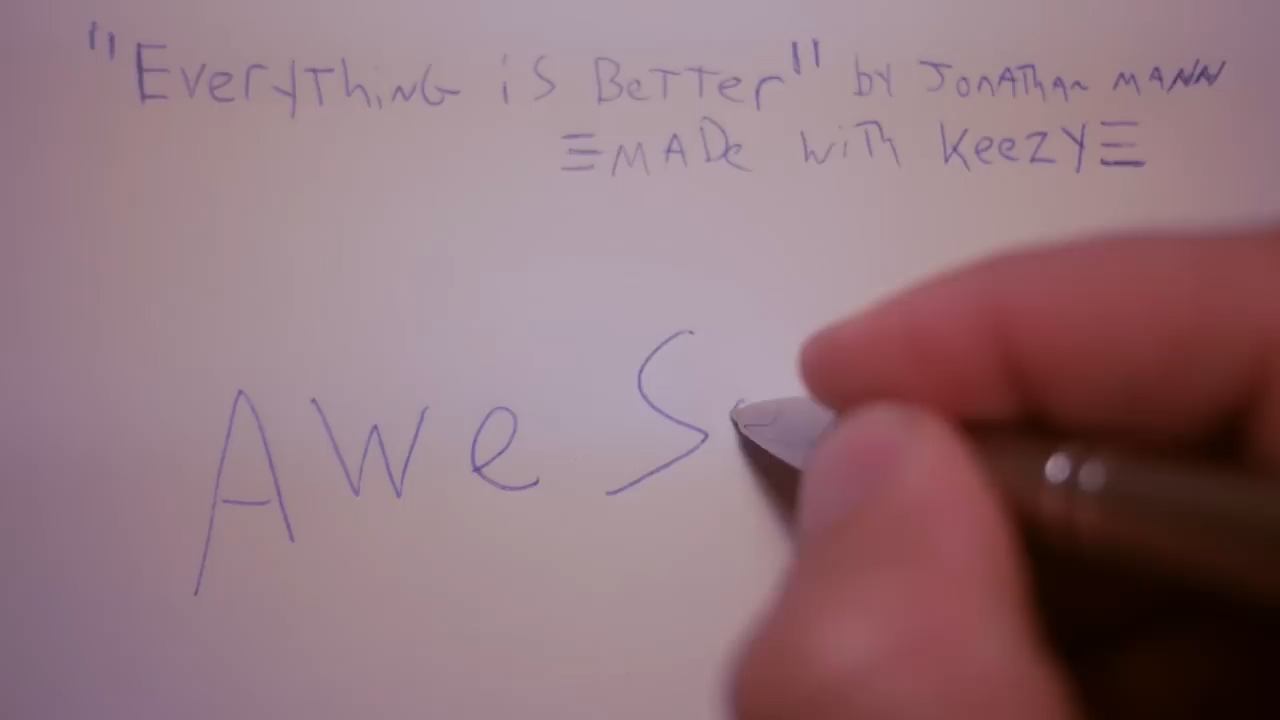 "Everything is Better" by Jonathan Mann
≡Made with Keezy≡
AWeS